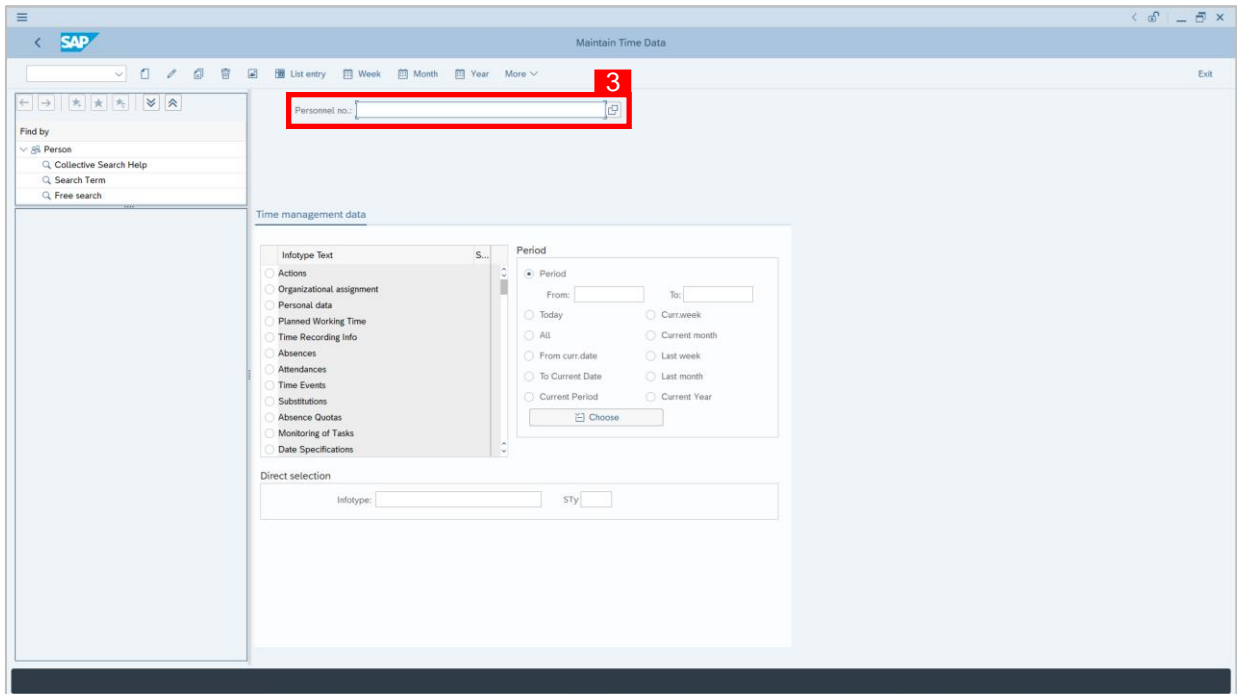 SAP
Maintain Time Data
List entry Week Month Year More Exit
3
Personnel no.:
Find by
Person
Collective Search Help
Search Term
Free search
Time management data
Infotype Text S...
Actions
Organizational assignment
Personal data
Planned Working Time
Time Recording Info
Absences
Attendances
Time Events
Substitutions
Absence Quotas
Monitoring of Tasks
Date Specifications
Period
Period
From: To:
Today Curr.week
All Current month
From curr.date Last week
To Current Date Last month
Current Period Current Year
Choose
Direct selection
Infotype: STy